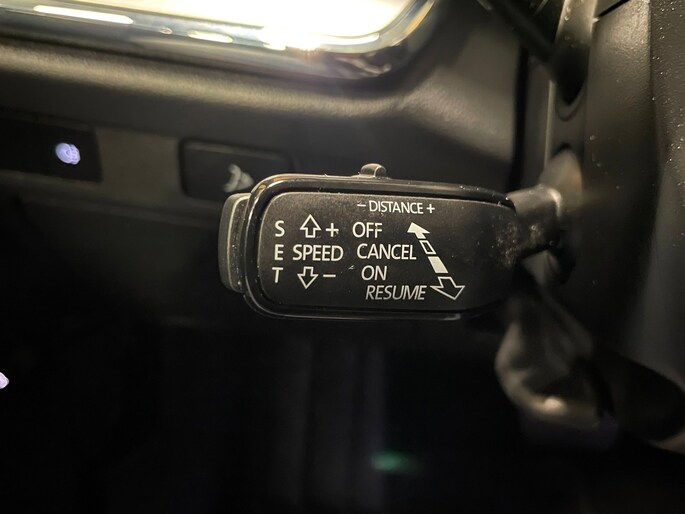 − DISTANCE +
S + OFF
E SPEED CANCEL
T − ON
RESUME